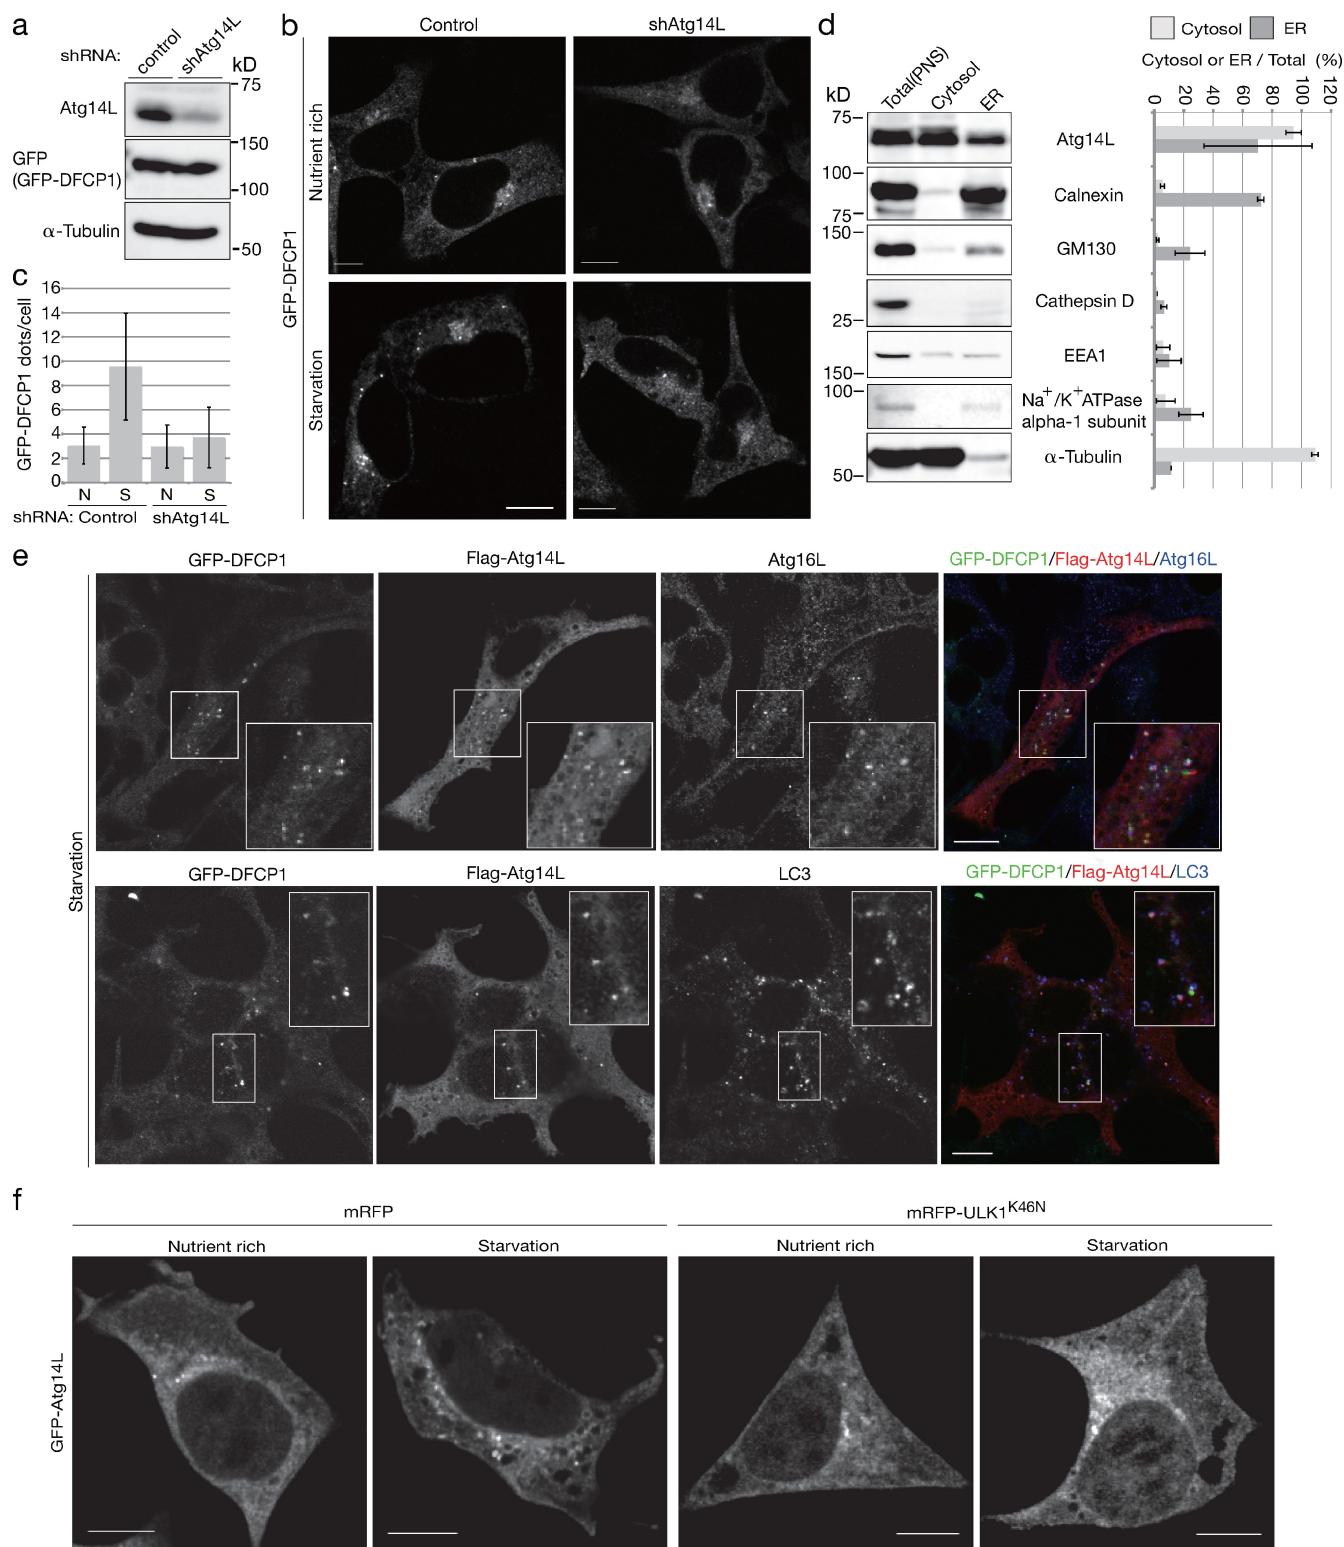 a
shRNA: control shAtg14L kD
75
Atg14L
150
GFP
(GFP-DFCP1)
100
α-Tubulin
50
b
Control shAtg14L
GFP-DFCP1
Nutrient rich
Starvation
c
GFP-DFCP1 dots/cell
16
14
12
10
8
6
4
2
0
N S N S
shRNA: Control shAtg14L
d
Cytosol ER
Cytosol or ER / Total (%)
0 20 40 60 80 100 120
kD Total(PNS) Cytosol ER
75
Atg14L
100
Calnexin
75
150
GM130
Cathepsin D
25
EEA1
150
100
Na+/K+ATPase
alpha-1 subunit
α-Tubulin
50
e
Starvation
GFP-DFCP1 Flag-Atg14L Atg16L GFP-DFCP1/Flag-Atg14L/Atg16L
GFP-DFCP1 Flag-Atg14L LC3 GFP-DFCP1/Flag-Atg14L/LC3
f
mRFP mRFP-ULK1K46N
Nutrient rich Starvation Nutrient rich Starvation
GFP-Atg14L